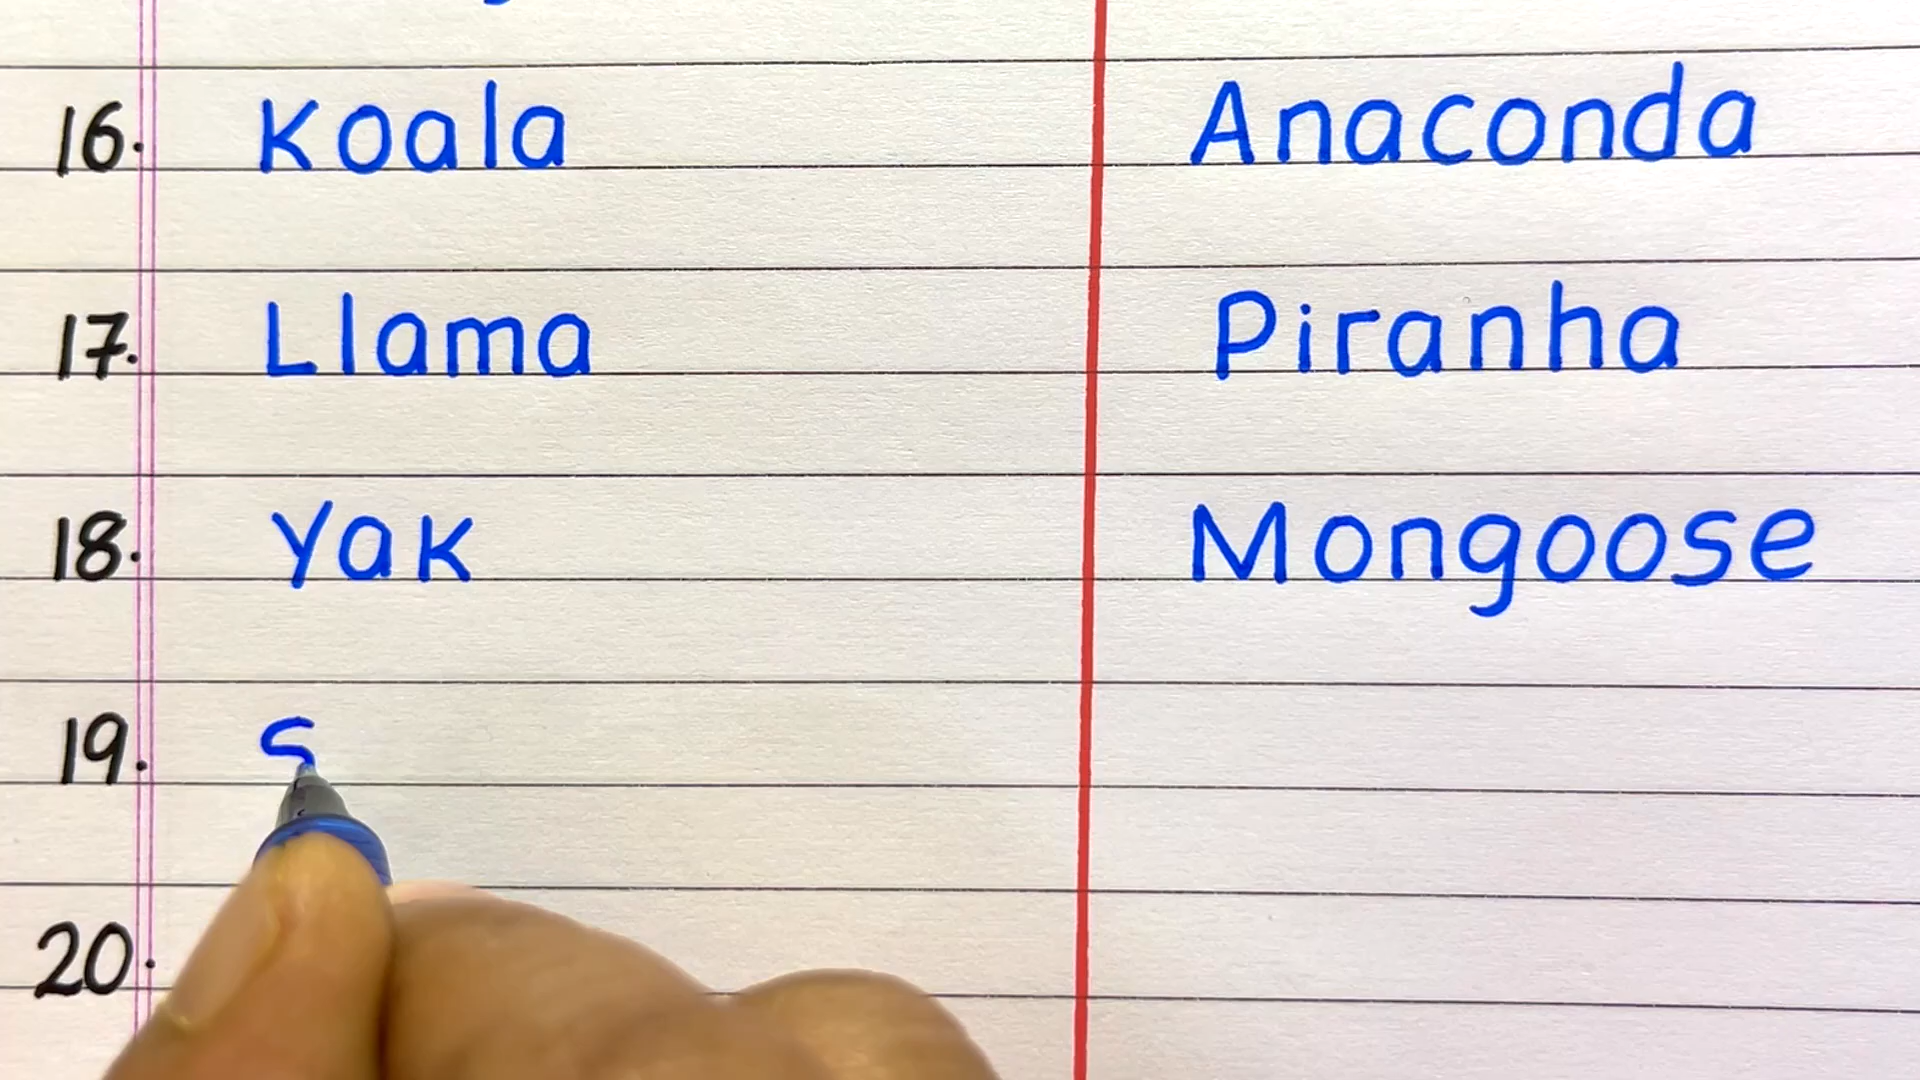 16. Koala Anaconda
17. Llama Piranha
18. Yak Mongoose
19. S
20.